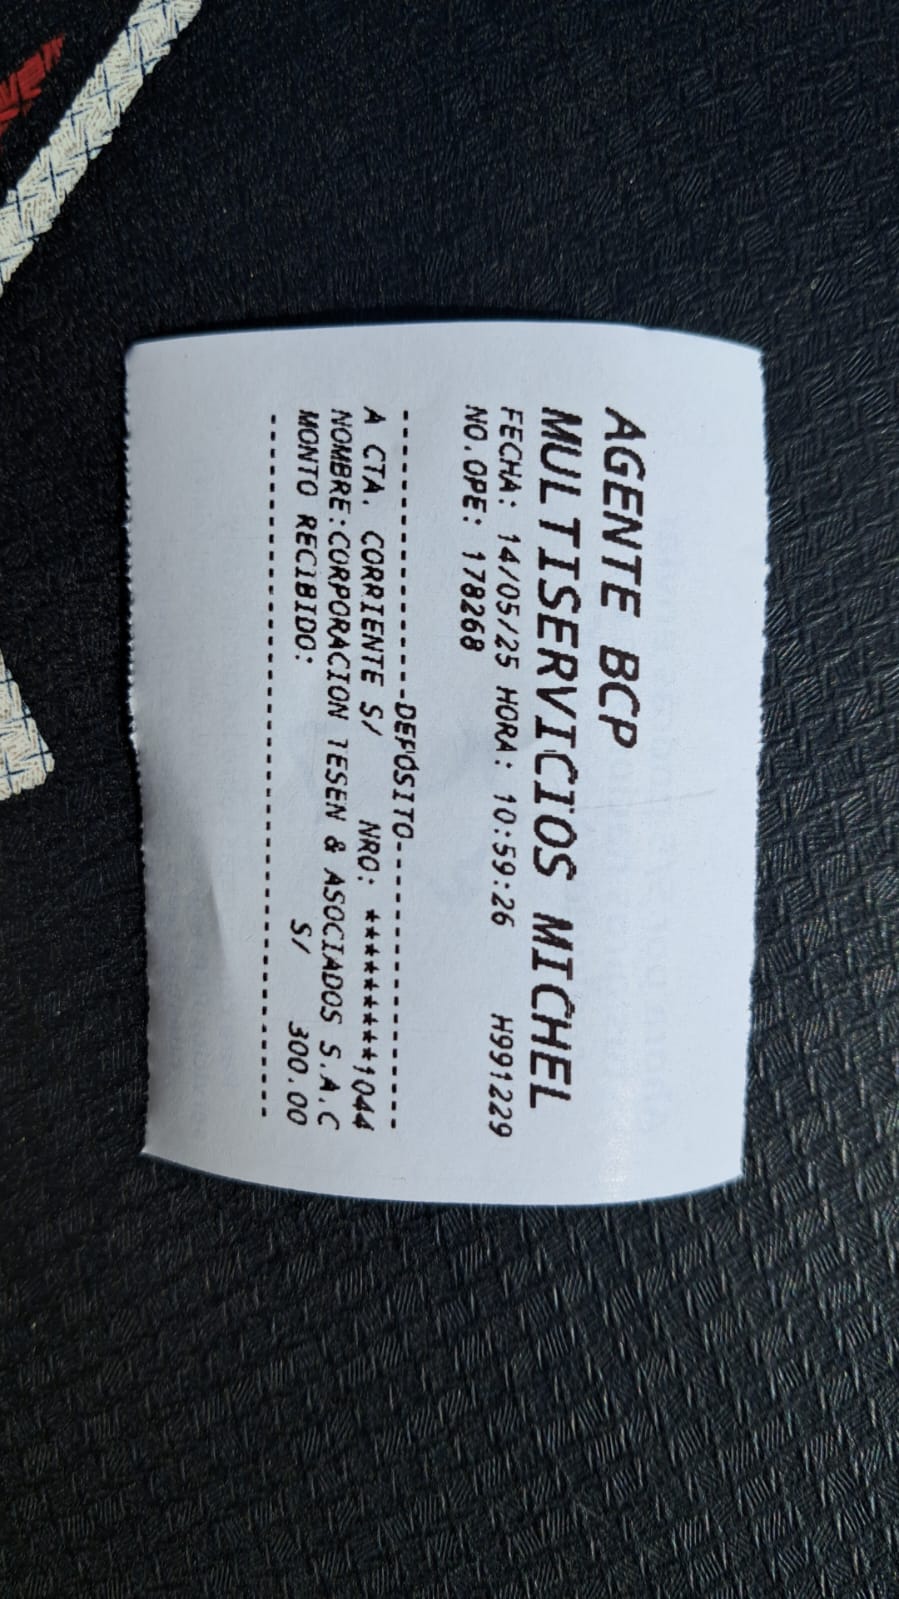 AGENTE BCP
MULTISERVICIOS MICHEL
FECHA: 14/05/25 HORA: 10:59:26 H991229
NO.OPE: 178268
--------------DEPOSITO--------------
A CTA. CORRIENTE S/ NRO: *********1044
NOMBRE:CORPORACION TESEN & ASOCIADOS S.A.C
MONTO RECIBIDO: S/ 300.00
------------------------------------